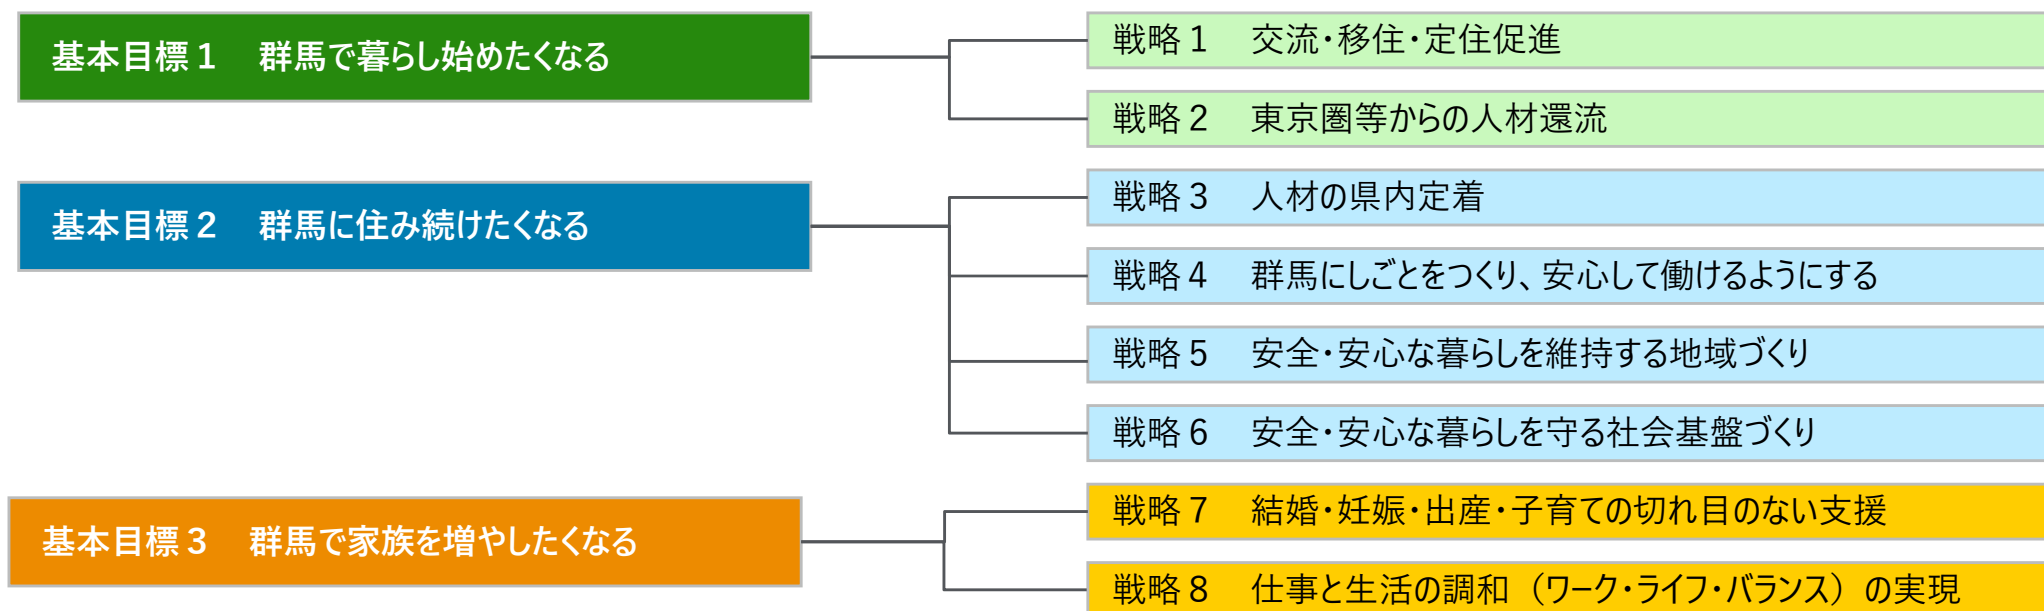 基本目標１　群馬で暮らし始めたくなる
戦略１　交流・移住・定住促進
戦略２　東京圏等からの人材還流
基本目標２　群馬に住み続けたくなる
戦略３　人材の県内定着
戦略４　群馬にしごとをつくり、安心して働けるようにする
戦略５　安全・安心な暮らしを維持する地域づくり
戦略６　安全・安心な暮らしを守る社会基盤づくり
基本目標３　群馬で家族を増やしたくなる
戦略７　結婚・妊娠・出産・子育ての切れ目のない支援
戦略８　仕事と生活の調和（ワーク・ライフ・バランス）の実現